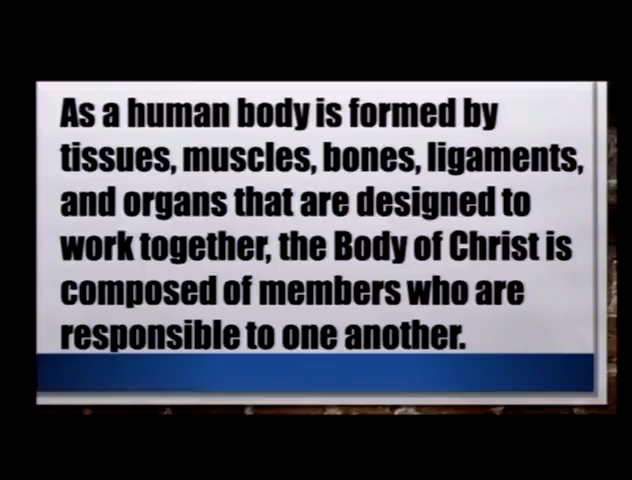 As a human body is formed by
tissues, muscles, bones, ligaments,
and organs that are designed to
work together, the Body of Christ is
composed of members who are
responsible to one another.